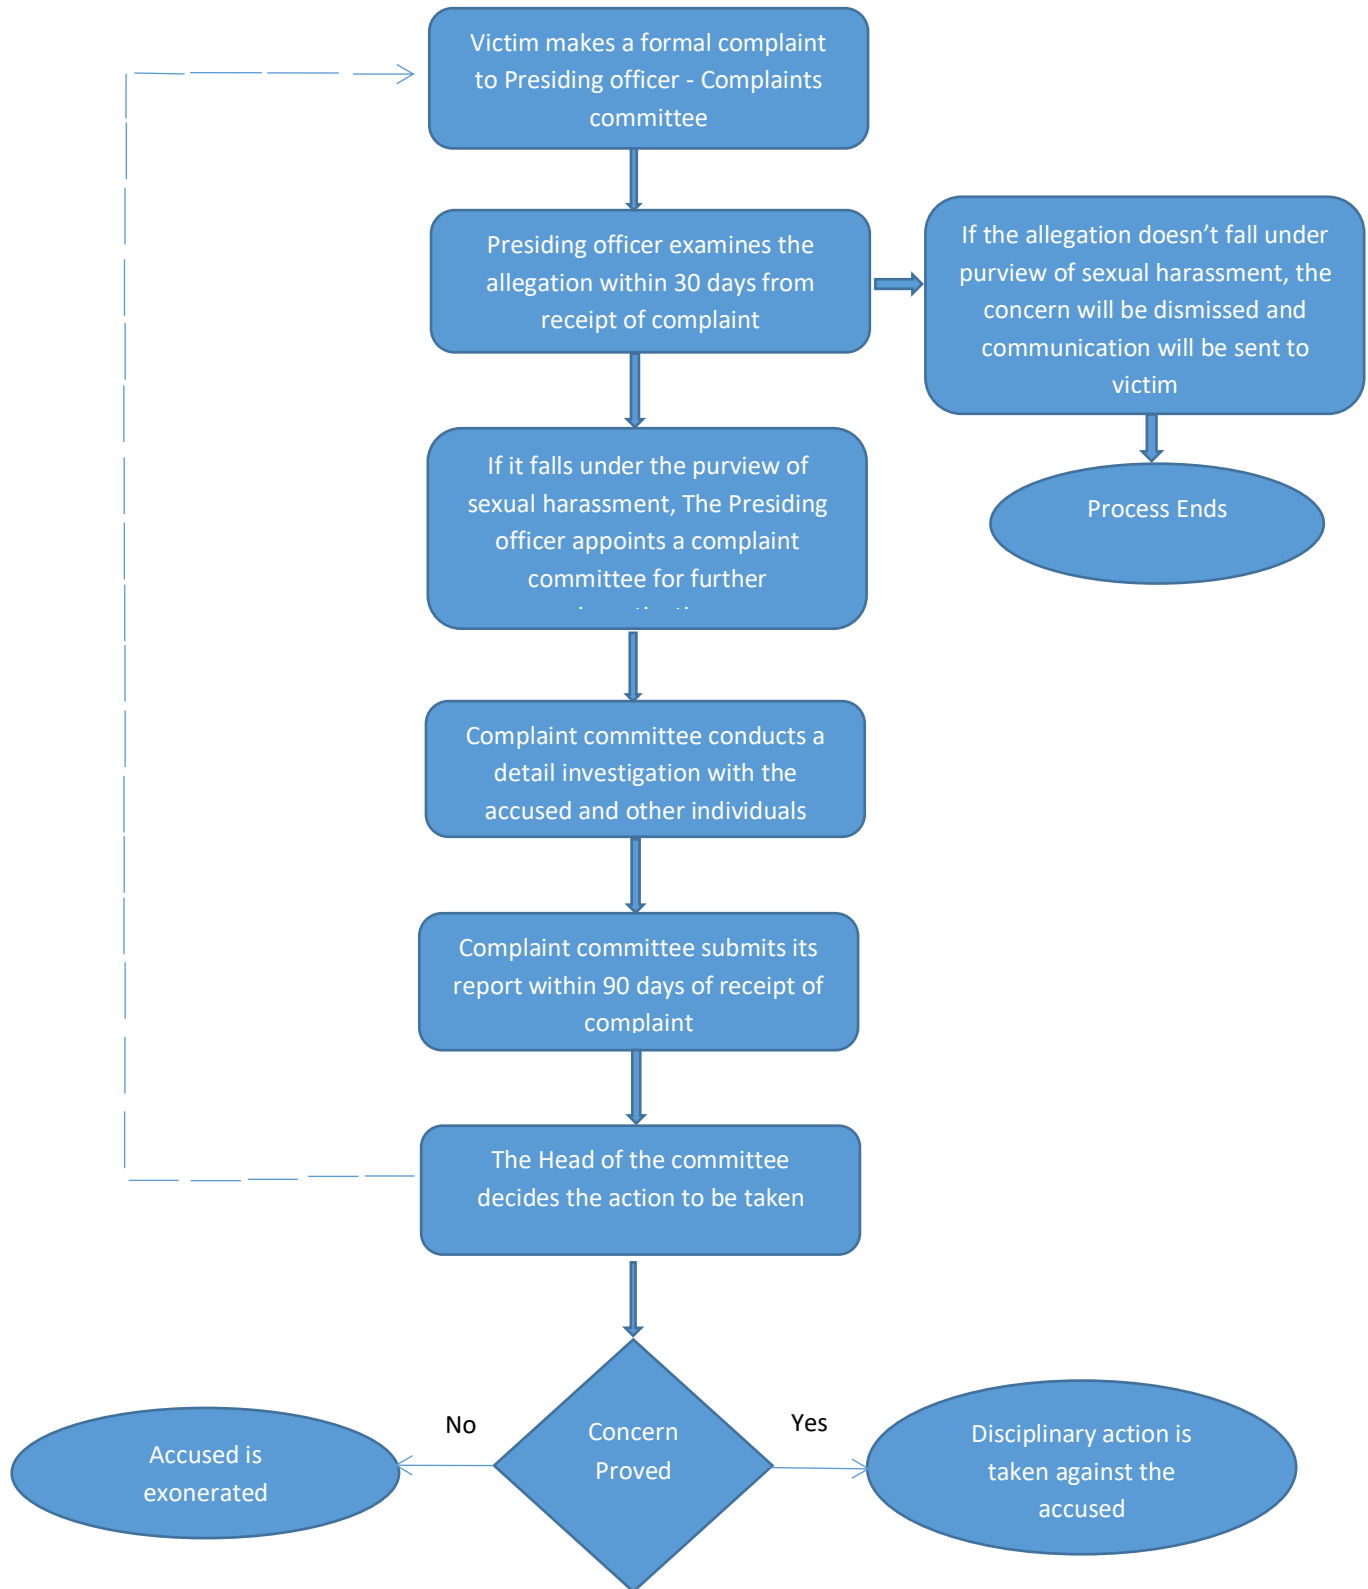 Victim makes a formal complaint
to Presiding officer - Complaints
committee
Presiding officer examines the
allegation within 30 days from
receipt of complaint
If the allegation doesn’t fall under
purview of sexual harassment, the
concern will be dismissed and
communication will be sent to
victim
Process Ends
If it falls under the purview of
sexual harassment, The Presiding
officer appoints a complaint
committee for further
Complaint committee conducts a
detail investigation with the
accused and other individuals
Complaint committee submits its
report within 90 days of receipt of
complaint
The Head of the committee
decides the action to be taken
No
Concern
Proved
Yes
Accused is
exonerated
Disciplinary action is
taken against the
accused